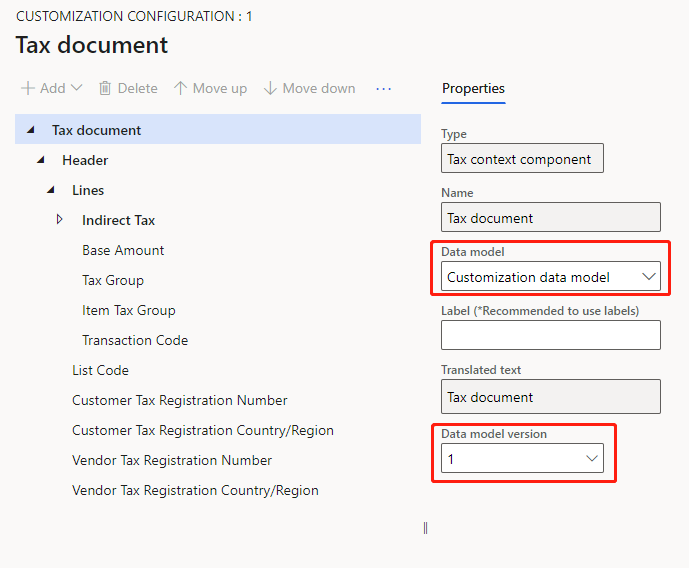 CUSTOMIZATION CONFIGURATION : 1
Tax document
Add Delete Move up Move down ...
Tax document
Header
Lines
Indirect Tax
Base Amount
Tax Group
Item Tax Group
Transaction Code
List Code
Customer Tax Registration Number
Customer Tax Registration Country/Region
Vendor Tax Registration Number
Vendor Tax Registration Country/Region
Properties
Type
Tax context component
Name
Tax document
Data model
Customization data model
Label (*Recommended to use labels)
Translated text
Tax document
Data model version
1